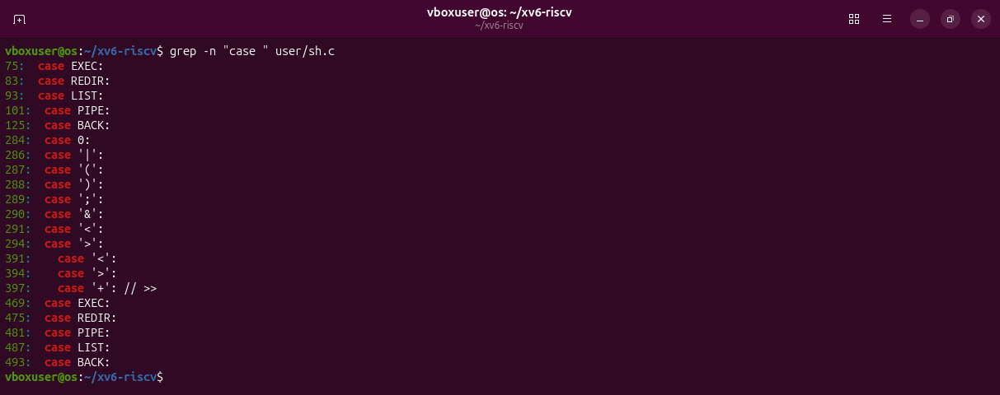 vboxuser@os: ~/xv6-riscv
~/xv6-riscv
vboxuser@os:~/xv6-riscv$ grep -n "case " user/sh.c
75:  case EXEC:
83:  case REDIR:
93:  case LIST:
101:  case PIPE:
125:  case BACK:
284:  case 0:
286:  case '|':
287:  case '(':
288:  case ')':
289:  case ';':
290:  case '&':
291:  case '<':
294:  case '>':
391:    case '<':
394:    case '>':
397:    case '+': // >>
469:  case EXEC:
475:  case REDIR:
481:  case PIPE:
487:  case LIST:
493:  case BACK:
vboxuser@os:~/xv6-riscv$